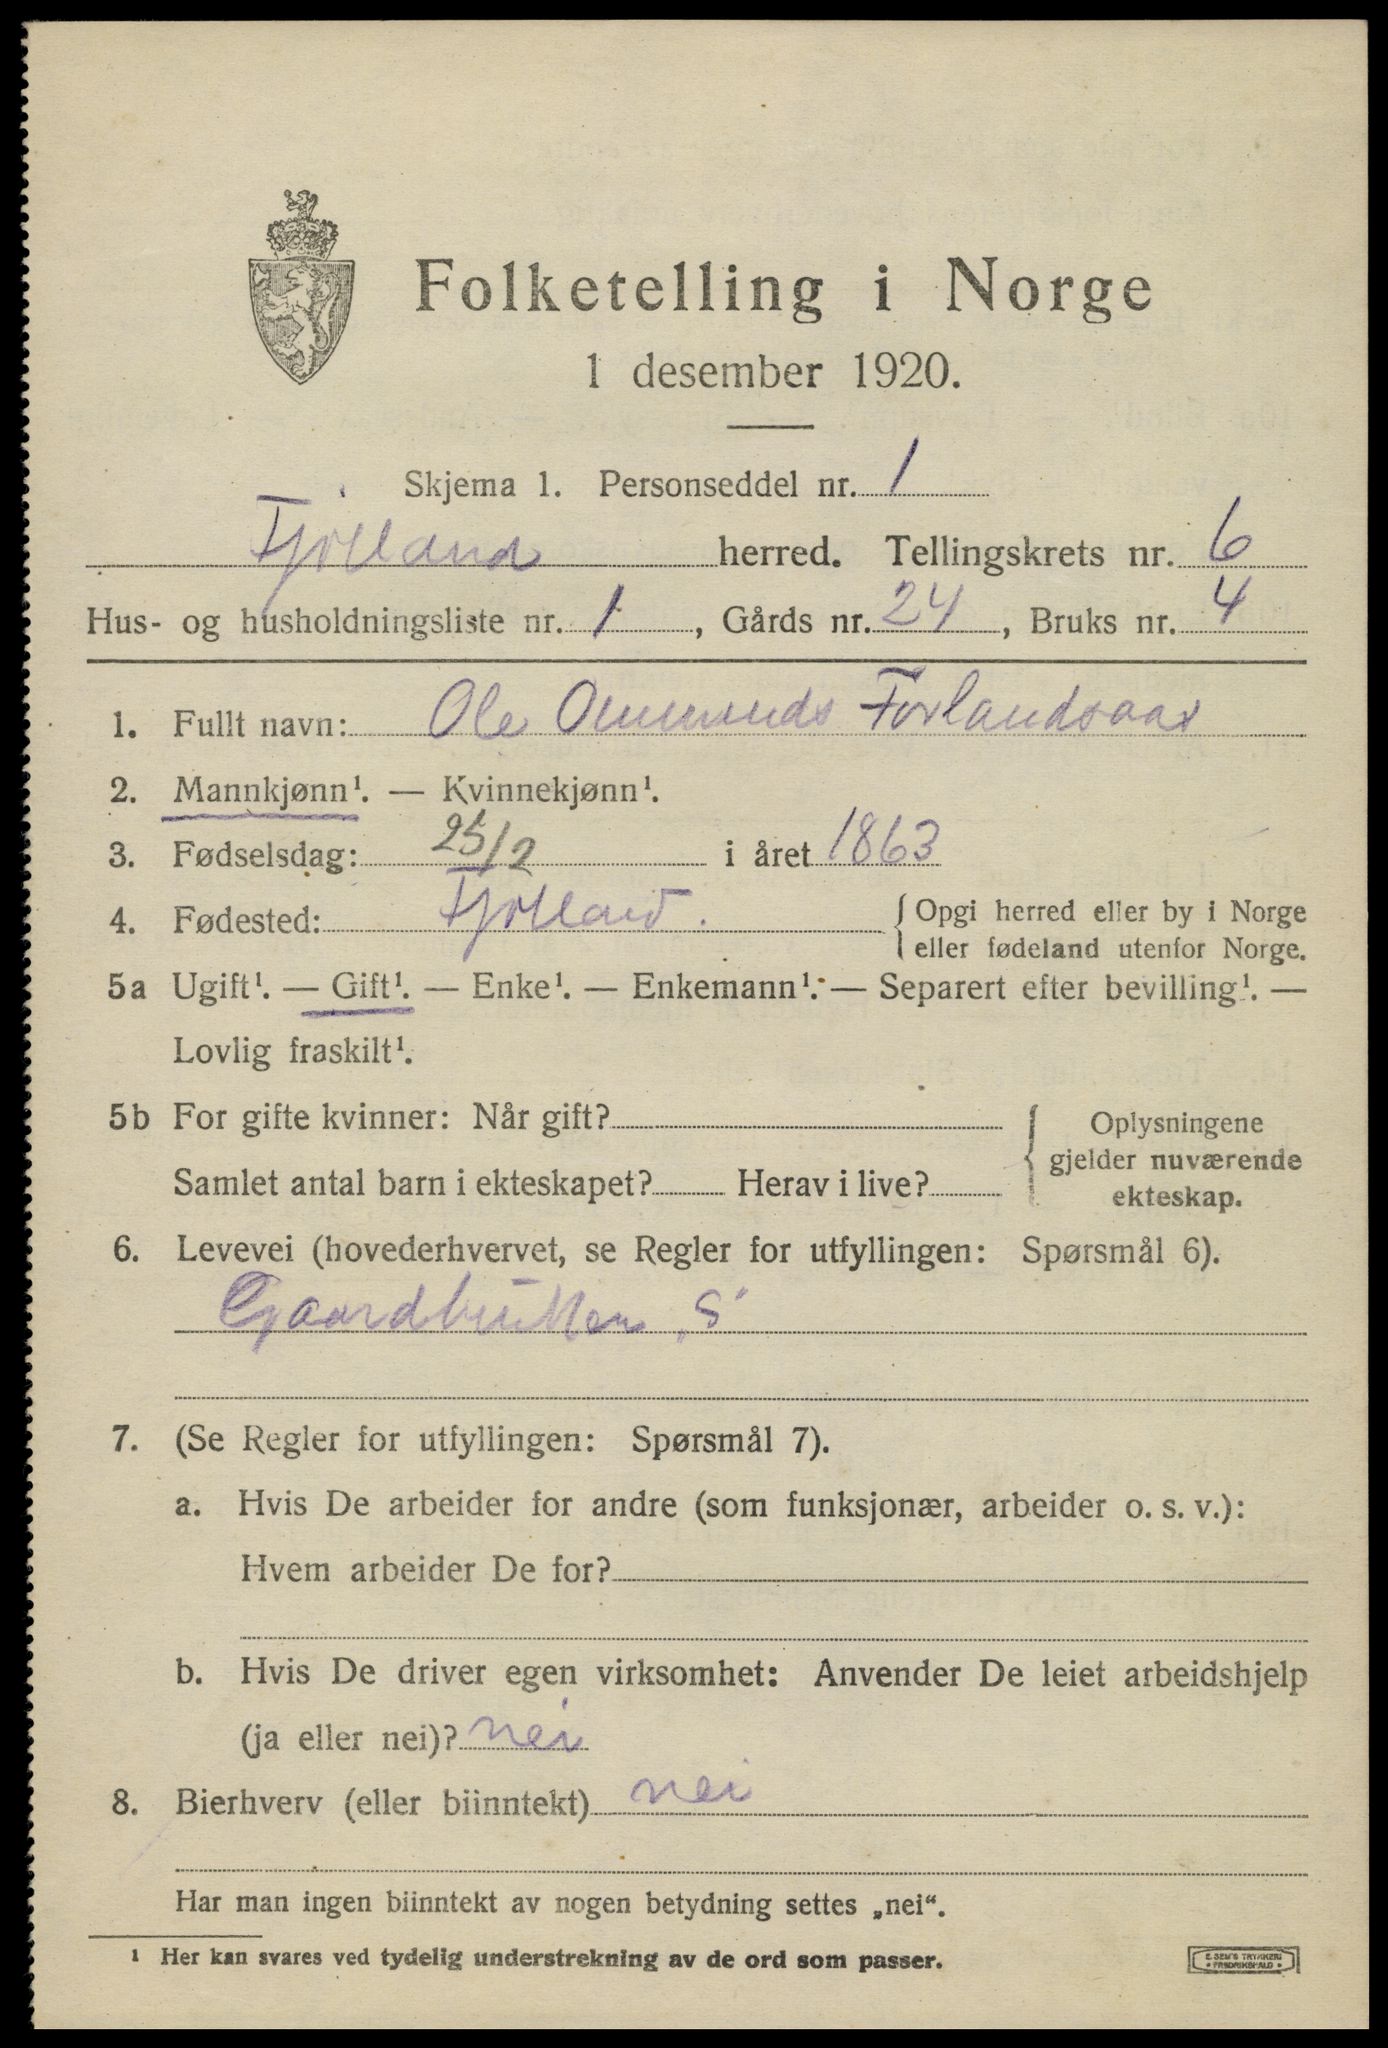 Folketelling i Norge
1 desember 1920.
Skjema 1. Personseddel nr. 1
Fjotland herred. Tellingskrets nr. 6
Hus- og husholdningsliste nr. 1, Gårds nr. 24, Bruks nr. 4
1. Fullt navn: Ole Ommunds
2. Mannkjønn¹. — Kvinnekjønn¹.
3. Fødselsdag: 25/2 i året 1863
4. Fødested: Fjotland. Opgi herred eller by i Norge
eller fødeland utenfor Norge.
5a Ugift¹. — Gift¹. — Enke¹. — Enkemann¹. — Separert efter bevilling¹. —
Lovlig fraskilt¹.
5b For gifte kvinner: Når gift? Oplysningene
gjelder nuværende
Samlet antal barn i ekteskapet? Herav i live?
ekteskap.
6. Levevei (hovederhvervet, se Regler for utfyllingen: Spørsmål 6).
Gaardbruker, S
7. (Se Regler for utfyllingen: Spørsmål 7).
a. Hvis De arbeider for andre (som funksjonær, arbeider o. s. v.):
Hvem arbeider De for?
b. Hvis De driver egen virksomhet: Anvender De leiet arbeidshjelp
(ja eller nei)? nei
8. Bierhverv (eller biinntekt) nei
Har man ingen biinntekt av nogen betydning settes „nei“.
¹ Her kan svares ved tydelig understrekning av de ord som passer.
E. SEM'S TRYKKERI
• FREDRIKSHALD •